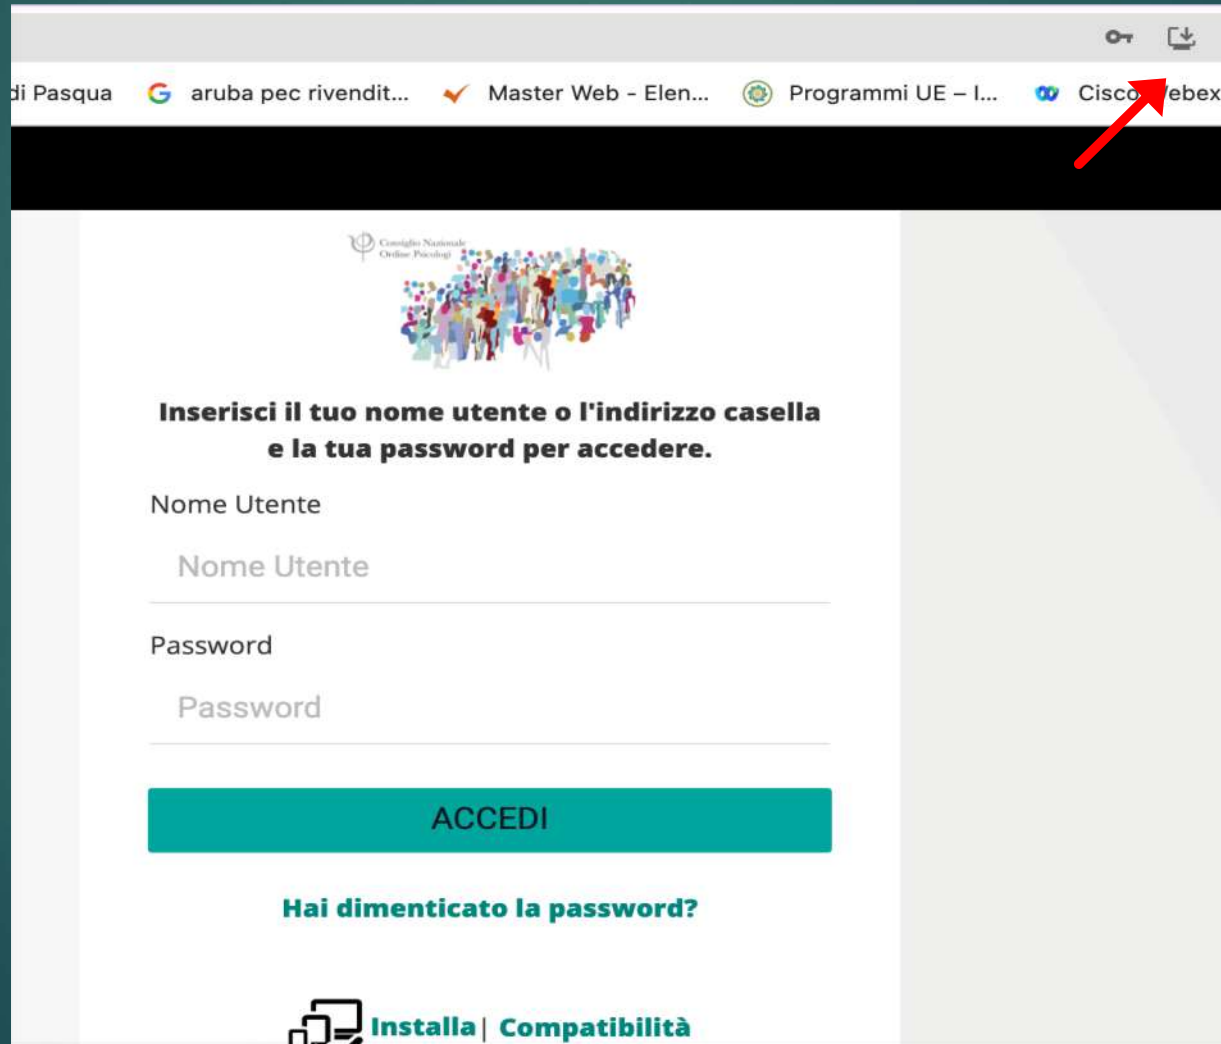 di Pasqua aruba pec rivendit... Master Web - Elen... Programmi UE – I... Cisco Webex
Consiglio Nazionale
Ordine Psicologi
Inserisci il tuo nome utente o l'indirizzo casella
e la tua password per accedere.
Nome Utente
Nome Utente
Password
Password
ACCEDI
Hai dimenticato la password?
Installa| Compatibilità